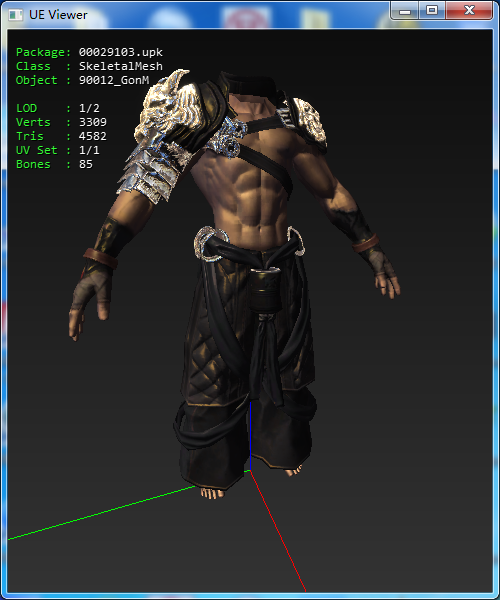 UE Viewer
Package: 00029103.upk
Class  : SkeletalMesh
Object : 90012_GonM
LOD    : 1/2
Verts  : 3309
Tris   : 4582
UV Set : 1/1
Bones  : 85